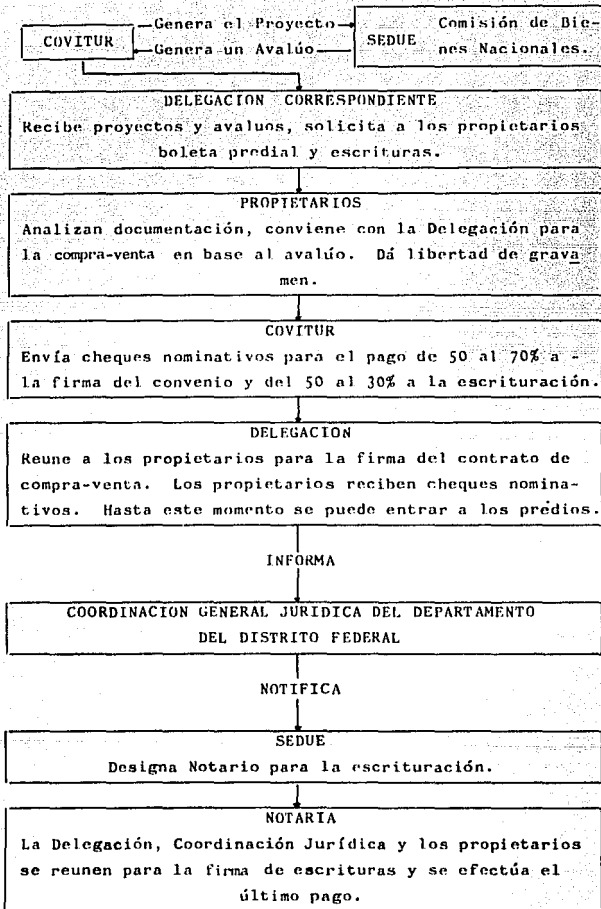 Genera el Proyecto
COVITUR
Genera un Avalúo
SEDUE
Comisión de Bie-
nes Nacionales.
DELEGACION CORRESPONDIENTE
Recibe proyectos y avaluos, solicita a los propietarios
boleta predial y escrituras.
PROPIETARIOS
Analizan documentación, conviene con la Delegación para
la compra-venta en base al avalúo. Dá libertad de grava
men.
COVITUR
Envía cheques nominativos para el pago de 50 al 70% a -
la firma del convenio y del 50 al 30% a la escrituración.
DELEGACION
Reune a los propietarios para la firma del contrato de
compra-venta. Los propietarios reciben cheques nomina-
tivos. Hasta este momento se puede entrar a los prédios.
INFORMA
COORDINACION GENERAL JURIDICA DEL DEPARTAMENTO
DEL DISTRITO FEDERAL
NOTIFICA
SEDUE
Designa Notario para la escrituración.
NOTARIA
La Delegación, Coordinación Jurídica y los propietarios
se reunen para la firma de escrituras y se efectúa el
último pago.